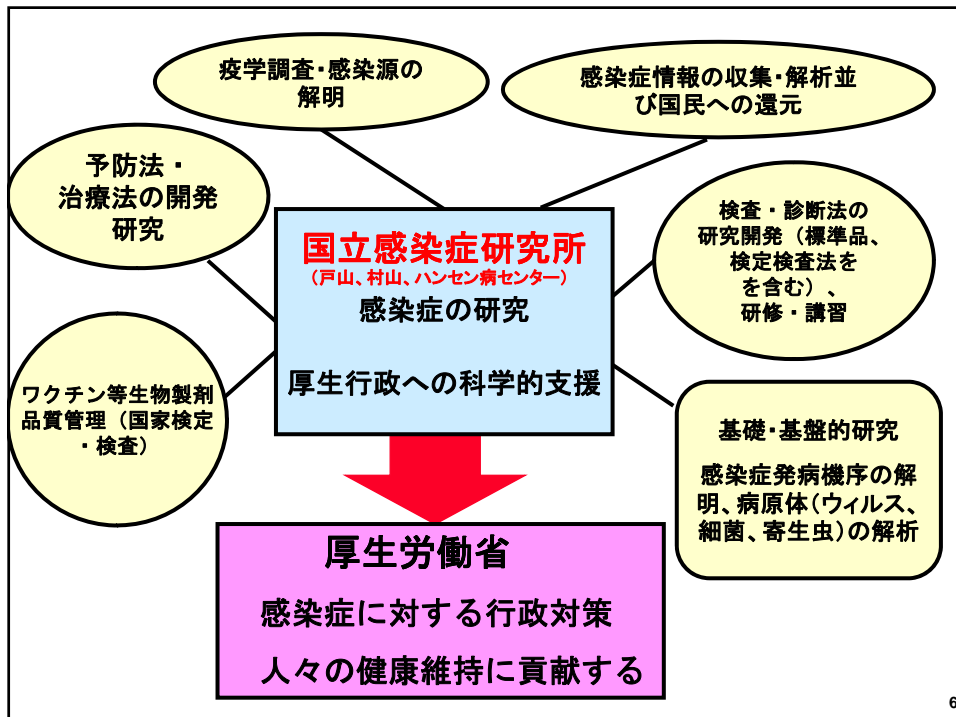 疫学調査・感染源の
解明
感染症情報の収集・解析並
び国民への還元
予防法・
治療法の開発
研究
国立感染症研究所
（戸山、村山、ハンセン病センター）
感染症の研究
厚生行政への科学的支援
検査・診断法の
研究開発（標準品、
検定検査法を
を含む）、
研修・講習
ワクチン等生物製剤
品質管理（国家検定
・検査）
基礎・基盤的研究
感染症発病機序の解
明、病原体（ウィルス、
細菌、寄生虫）の解析
厚生労働省
感染症に対する行政対策
人々の健康維持に貢献する
6